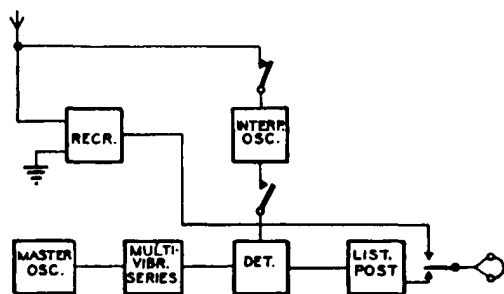 RECR.
INTERP.
OSC.
MASTER
OSC.
MULTI-
VIBR.
SERIES
DET.
LIST.
POST